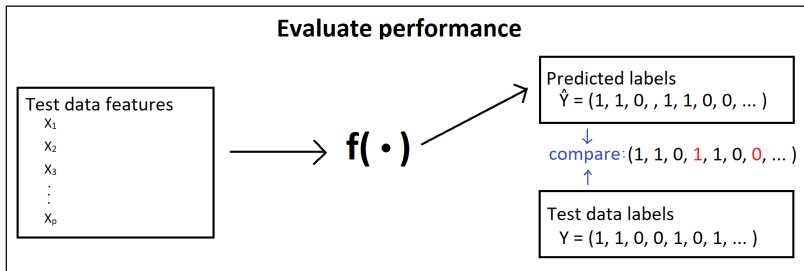 Evaluate performance
Test data features
X₁
X₂
X₃
⋮
Xₚ
f( · )
Predicted labels
Ŷ = (1, 1, 0, , 1, 1, 0, 0, ... )
compare: (1, 1, 0, 1, 1, 0, 0, ... )
Test data labels
Y = (1, 1, 0, 0, 1, 0, 1, ... )